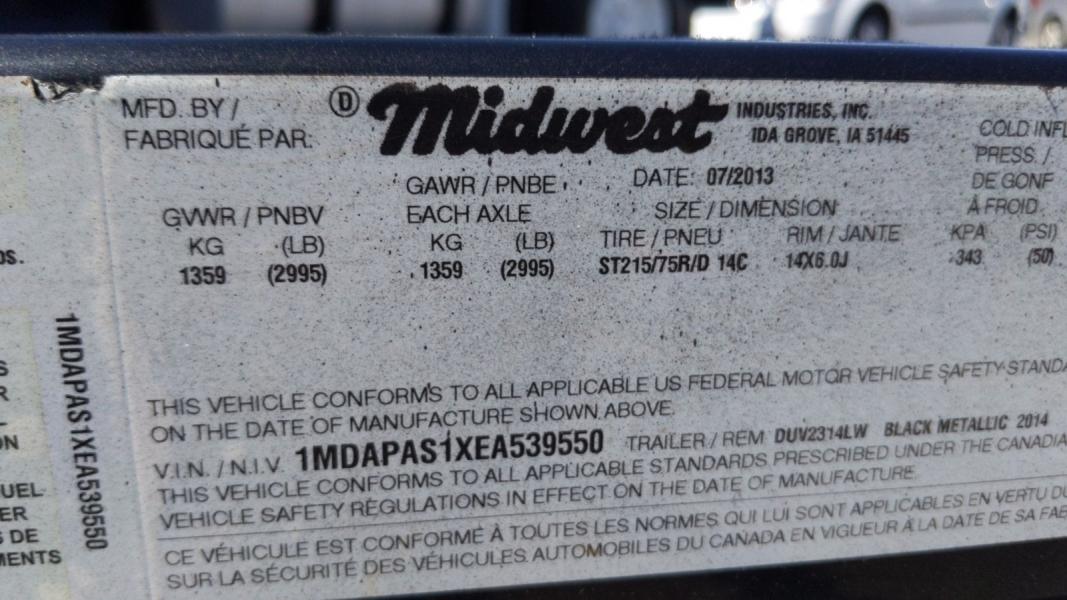 MFD. BY / Ⓓ Midwest INDUSTRIES, INC.
FABRIQUÉ PAR: IDA GROVE, IA 51445
COLD INFL
PRESS. /
DE GONF
À FROID
GAWR / PNBE DATE: 07/2013
GVWR / PNBV EACH AXLE SIZE / DIMENSION
KG (LB) KG (LB) TIRE / PNEU RIM / JANTE KPA (PSI)
1359 (2995) 1359 (2995) ST215/75R/D 14C 14X6.0J 343 (50)
THIS VEHICLE CONFORMS TO ALL APPLICABLE US FEDERAL MOTOR VEHICLE SAFETY STANDA
ON THE DATE OF MANUFACTURE SHOWN ABOVE.
V.I.N. / N.I.V. 1MDAPAS1XEA539550 TRAILER / REM DUV2314LW BLACK METALLIC 2014
THIS VEHICLE CONFORMS TO ALL APPLICABLE STANDARDS PRESCRIBED UNDER THE CANADIA
VEHICLE SAFETY REGULATIONS IN EFFECT ON THE DATE OF MANUFACTURE.
CE VÉHICULE EST CONFORME À TOUTES LES NORMES QUI LUI SONT APPLICABLES EN VERTU DU
SUR LA SÉCURITÉ DES VÉHICULES AUTOMOBILES DU CANADA EN VIGUEUR À LA DATE DE SA FAB
1MDAPAS1XEA539550
OS.
S
R
L
ON
UEL
ER
S DE
MENTS